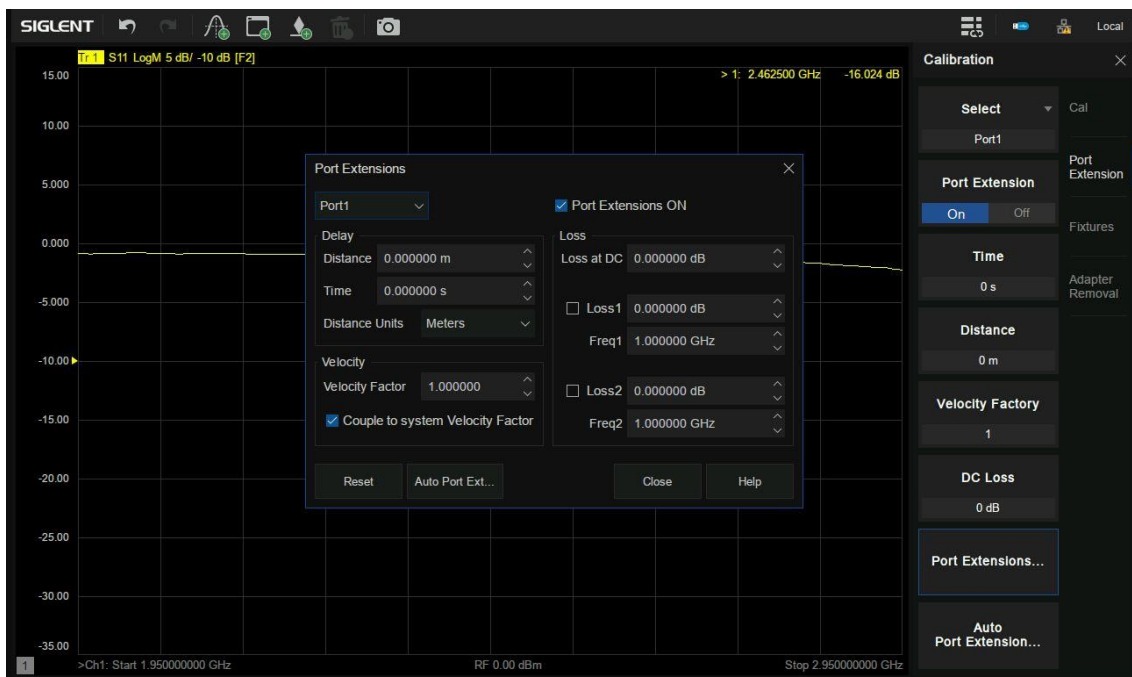 SIGLENT
Local
Tr 1 S11 LogM 5 dB/ -10 dB [F2]
> 1: 2.462500 GHz -16.024 dB
15.00
10.00
5.000
0.000
-5.000
-10.00
-15.00
-20.00
-25.00
-30.00
-35.00
1
>Ch1: Start 1.950000000 GHz
RF 0.00 dBm
Stop 2.950000000 GHz
Port Extensions
Port1
Port Extensions ON
Delay
Distance 0.000000 m
Time 0.000000 s
Distance Units Meters
Velocity
Velocity Factor 1.000000
Couple to system Velocity Factor
Loss
Loss at DC 0.000000 dB
Loss1 0.000000 dB
Freq1 1.000000 GHz
Loss2 0.000000 dB
Freq2 1.000000 GHz
Reset
Auto Port Ext...
Close
Help
Calibration
Select
Port1
Port Extension
On Off
Time
0 s
Distance
0 m
Velocity Factory
1
DC Loss
0 dB
Port Extensions...
Auto
Port Extension...
Cal
Port
Extension
Fixtures
Adapter
Removal